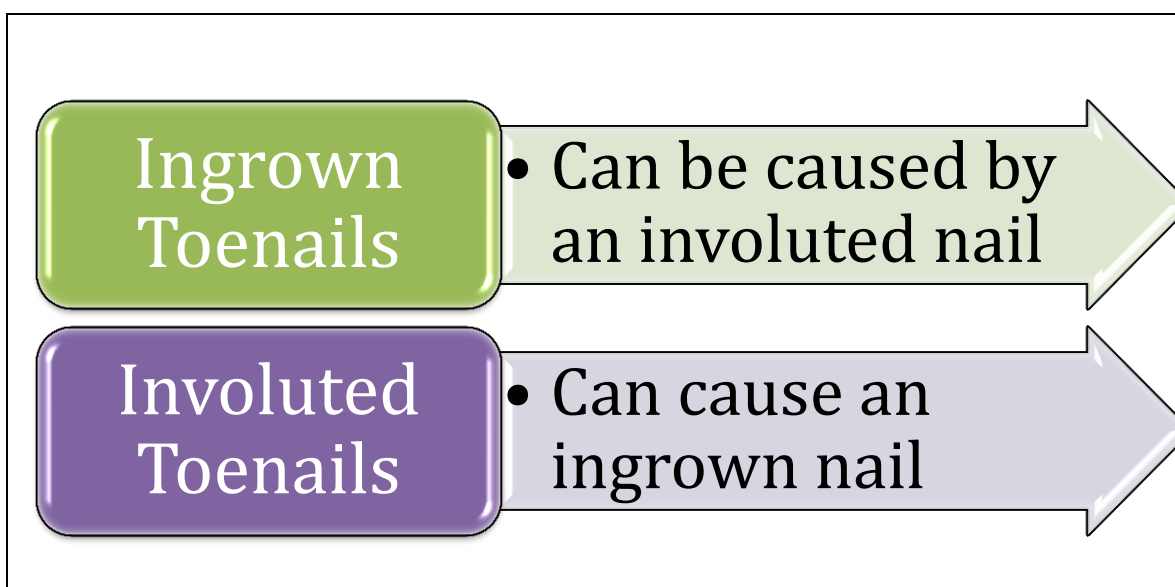 Ingrown
Toenails
• Can be caused by
an involuted nail
Involuted
Toenails
• Can cause an
ingrown nail